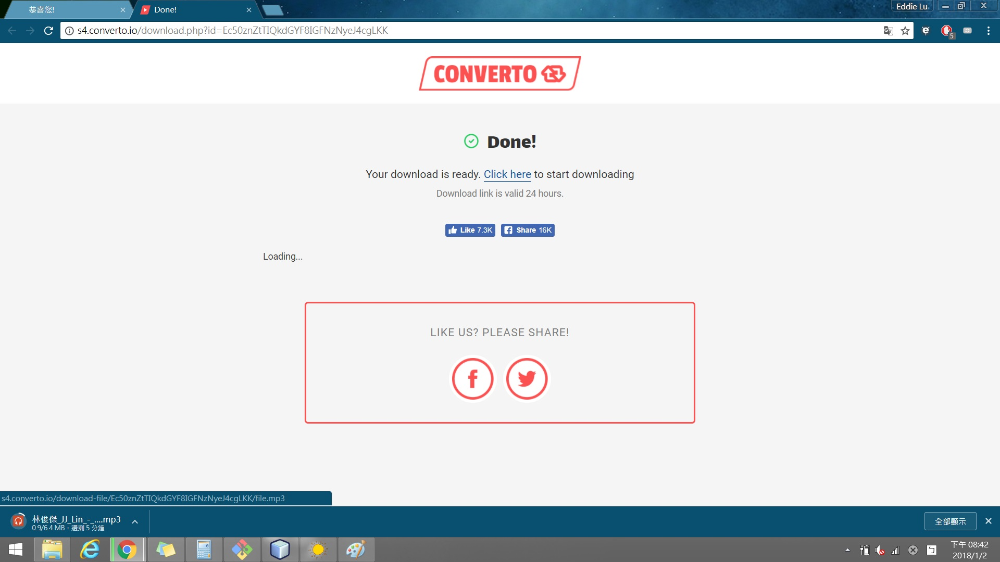 恭喜您!
Done!
Eddie Lu
s4.converto.io/download.php?id=Ec50znZtTIQkdGYF8IGFNzNyeJ4cgLKK
5
CONVERTO
Done!
Your download is ready. Click here to start downloading
Download link is valid 24 hours.
Like 7.3K
Share 16K
Loading...
LIKE US? PLEASE SHARE!
s4.converto.io/download-file/Ec50znZtTIQkdGYF8IGFNzNyeJ4cgLKK/file.mp3
林俊傑_JJ_Lin_-_....mp3
0.9/6.4 MB，還剩 5 分鐘
全部顯示
下午 08:42
2018/1/2